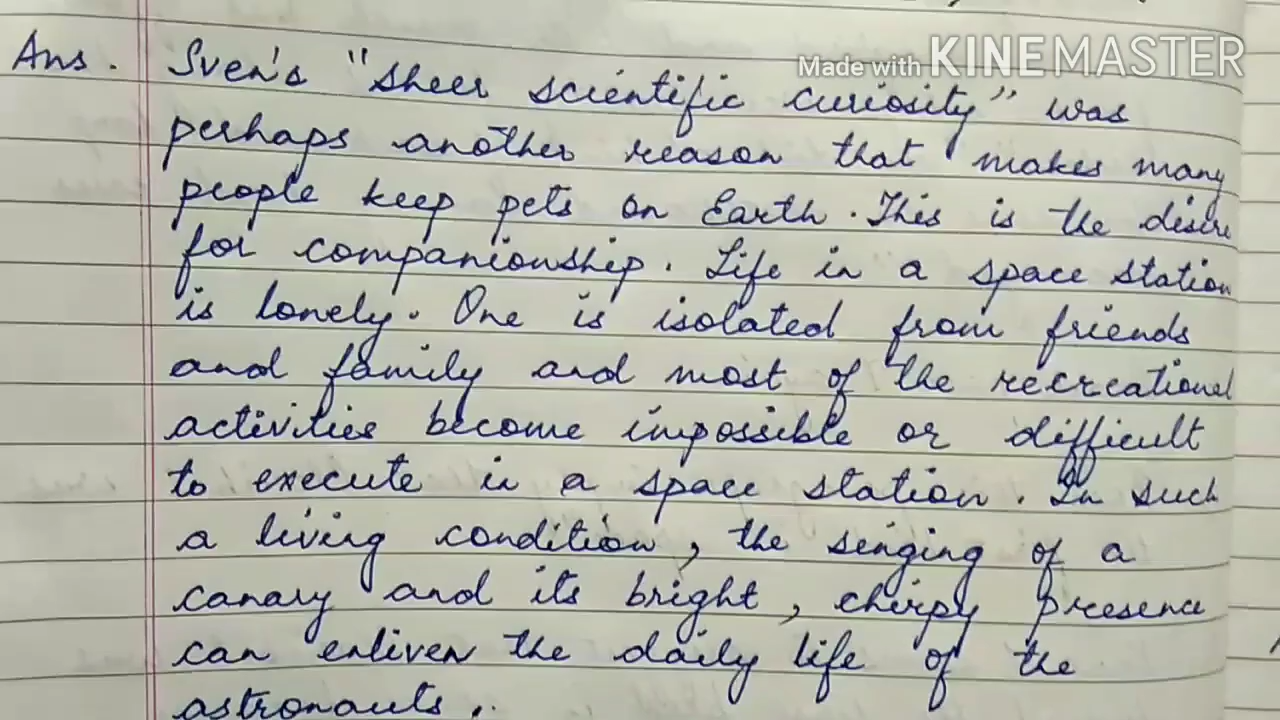 Made with KINEMASTER
Ans. Sven's "sheer scientific curiosity" was
perhaps another reason that makes many
people keep pets on Earth. This is the desire
for companionship. Life in a space station
is lonely. One is isolated from friends
and family and most of the recreational
activities become impossible or difficult
to execute in a space station. In such
a living condition, the singing of a
canary and its bright, chirpy presence
can enliven the daily life of the
astronauts.